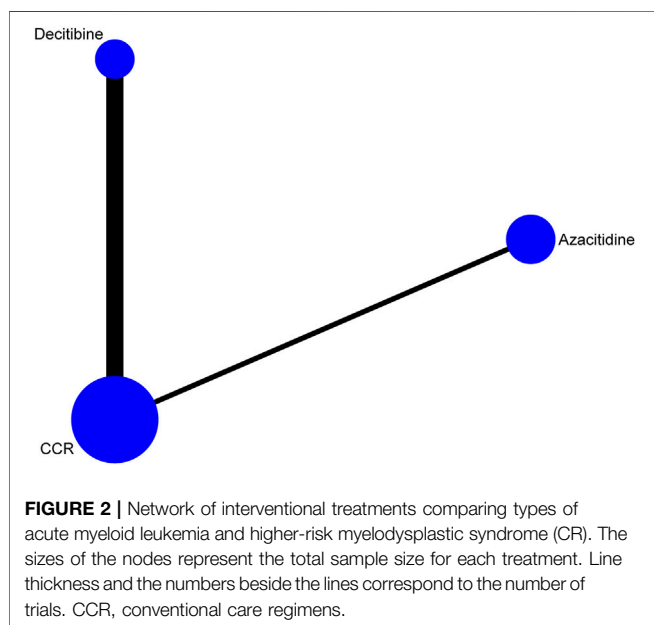 Decitibine
Azacitidine
CCR
FIGURE 2 | Network of interventional treatments comparing types of
acute myeloid leukemia and higher-risk myelodysplastic syndrome (CR). The
sizes of the nodes represent the total sample size for each treatment. Line
thickness and the numbers beside the lines correspond to the number of
trials. CCR, conventional care regimens.